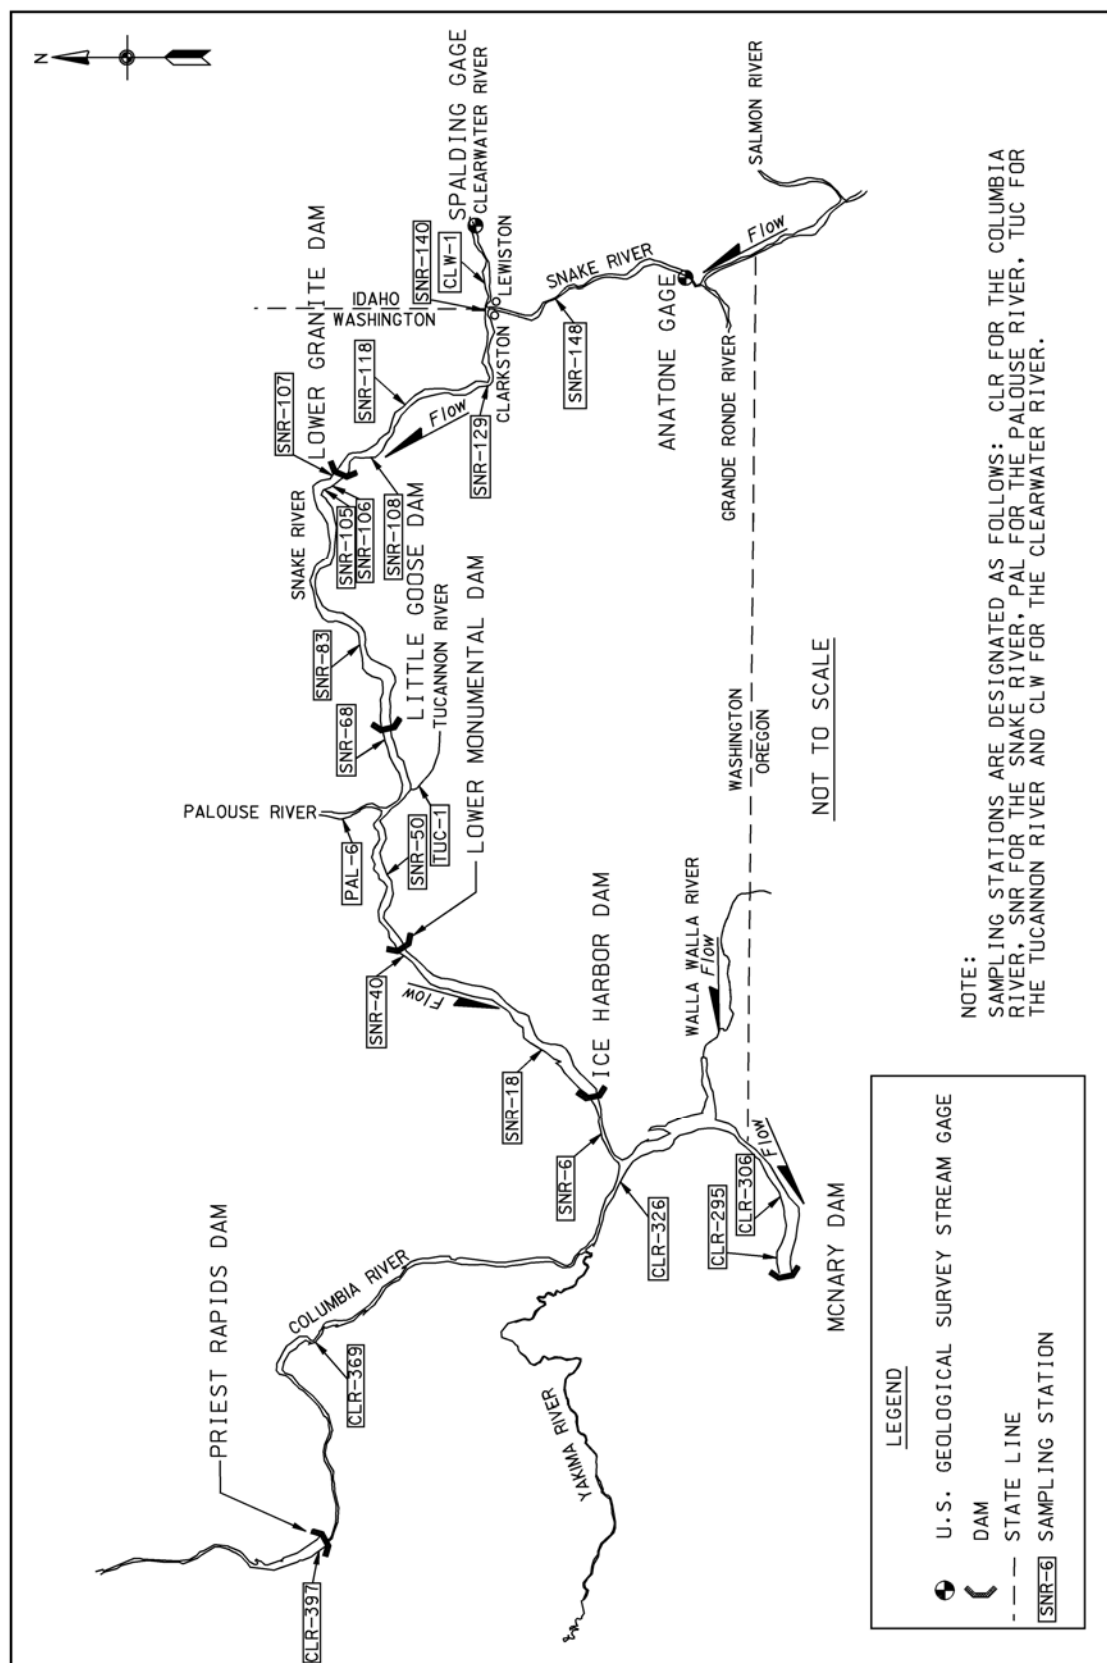 N
PRIEST RAPIDS DAM
CLR-397
CLR-369
COLUMBIA RIVER
YAKIMA RIVER
PALOUSE RIVER
PAL-6
SNR-68
SNR-83
SNAKE RIVER
SNR-107
LOWER GRANITE DAM
SNR-118
SNR-105
SNR-106
SNR-108
Flow
LITTLE GOOSE DAM
TUCANNON RIVER
LOWER MONUMENTAL DAM
TUC-1
SNR-50
SNR-40
Flow
SNR-18
ICE HARBOR DAM
SNR-6
CLR-326
CLR-295
CLR-306
Flow
MCNARY DAM
WALLA WALLA RIVER
Flow
IDAHO
WASHINGTON
SNR-140
CLW-1
SPALDING GAGE
CLEARWATER RIVER
LEWISTON
CLARKSTON
SNR-129
SNR-148
SNAKE RIVER
ANATONE GAGE
GRANDE RONDE RIVER
Flow
SALMON RIVER
WASHINGTON
OREGON
NOT TO SCALE
LEGEND
U.S. GEOLOGICAL SURVEY STREAM GAGE
DAM
STATE LINE
SNR-6 SAMPLING STATION
NOTE:
SAMPLING STATIONS ARE DESIGNATED AS FOLLOWS: CLR FOR THE COLUMBIA
RIVER, SNR FOR THE SNAKE RIVER, PAL FOR THE PALOUSE RIVER, TUC FOR
THE TUCANNON RIVER AND CLW FOR THE CLEARWATER RIVER.